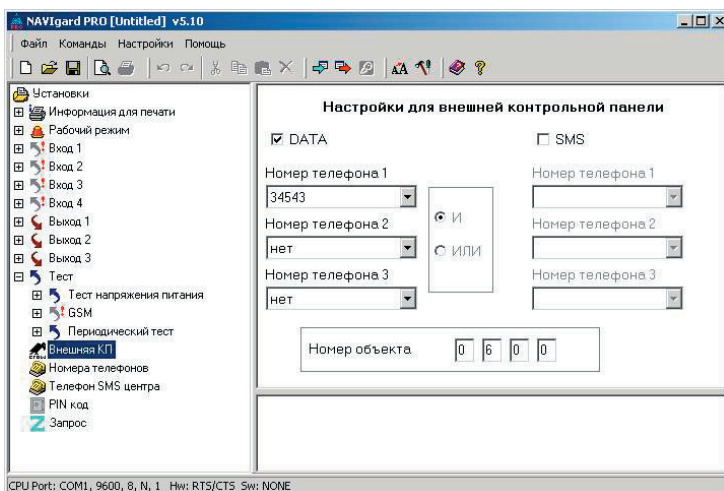 NAVIgard PRO [Untitled] v5.10
Файл Команды Настройки Помощь
Установки
Информация для печати
Рабочий режим
Вход 1
Вход 2
Вход 3
Вход 4
Выход 1
Выход 2
Выход 3
Тест
Тест напряжения питания
GSM
Периодический тест
Внешняя КП
Номера телефонов
Телефон SMS центра
PIN код
Запрос
Настройки для внешней контрольной панели
DATA
SMS
Номер телефона 1
Номер телефона 1
34543
И
Номер телефона 2
Номер телефона 2
нет
ИЛИ
Номер телефона 3
Номер телефона 3
нет
Номер объекта 0 6 0 0
CPU Port: COM1, 9600, 8, N, 1 Hw: RTS/CTS Sw: NONE